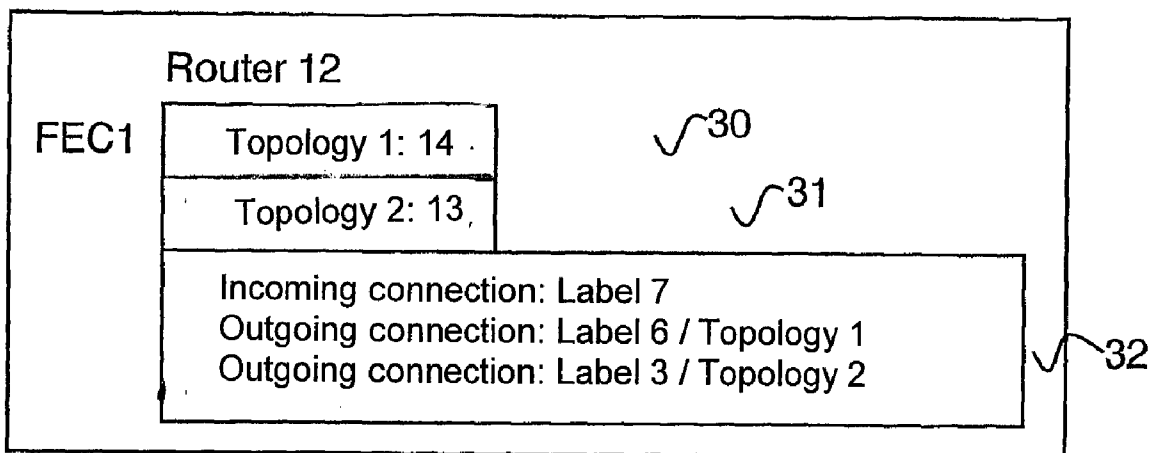 Router 12
FEC1
Topology 1: 14
30
Topology 2: 13
31
Incoming connection: Label 7
Outgoing connection: Label 6 / Topology 1
Outgoing connection: Label 3 / Topology 2
32